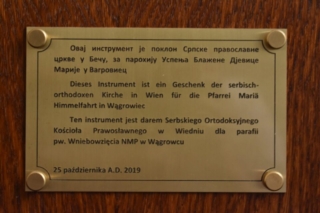 Овај инструмент је поклон Српске православне
цркве у Бечу, за парохију Успења Блажене Дјевице
Марије у Вагровиец
Dieses Instrument ist ein Geschenk der serbisch-
orthodoxen Kirche in Wien für die Pfarrei Mariä
Himmelfahrt in Wągrowiec
Ten instrument jest darem Serbskiego Ortodoksyjnego
Kościoła Prawosławnego w Wiedniu dla parafii
pw. Wniebowzięcia NMP w Wągrowcu
25 października A.D. 2019